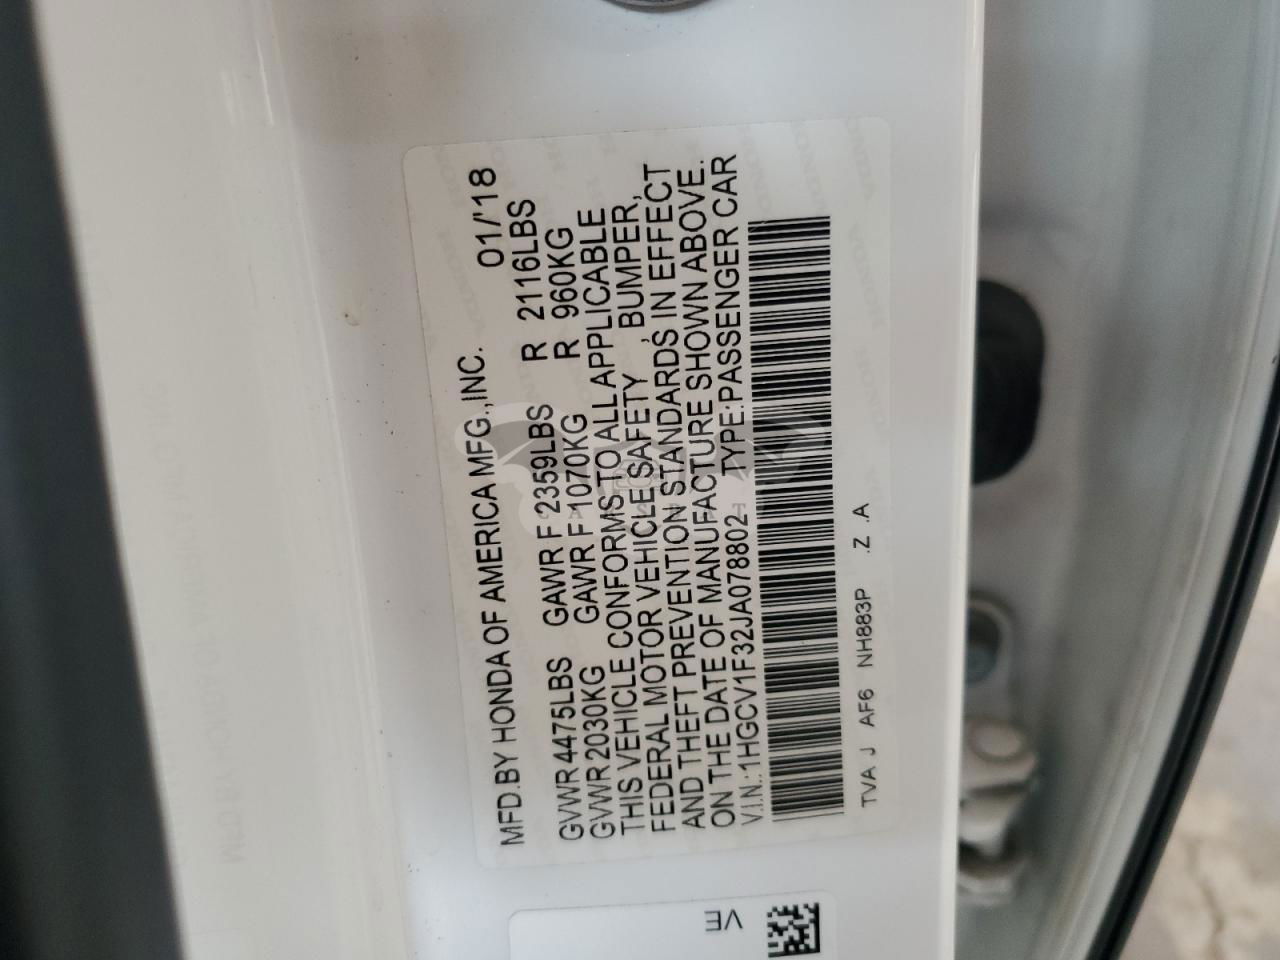 MFD.BY HONDA OF AMERICA MFG.,INC. 01/'18
GVWR 4475LBS GAWR F 2359LBS R 2116LBS
GVWR 2030KG GAWR F 1070KG R 960KG
THIS VEHICLE CONFORMS TO ALL APPLICABLE
FEDERAL MOTOR VEHICLE SAFETY , BUMPER,
AND THEFT PREVENTION STANDARDS IN EFFECT
ON THE DATE OF MANUFACTURE SHOWN ABOVE.
V.I.N.:1HGCV1F32JA078802 TYPE:PASSENGER CAR
TVA J AF6 NH883P .Z .A
VE